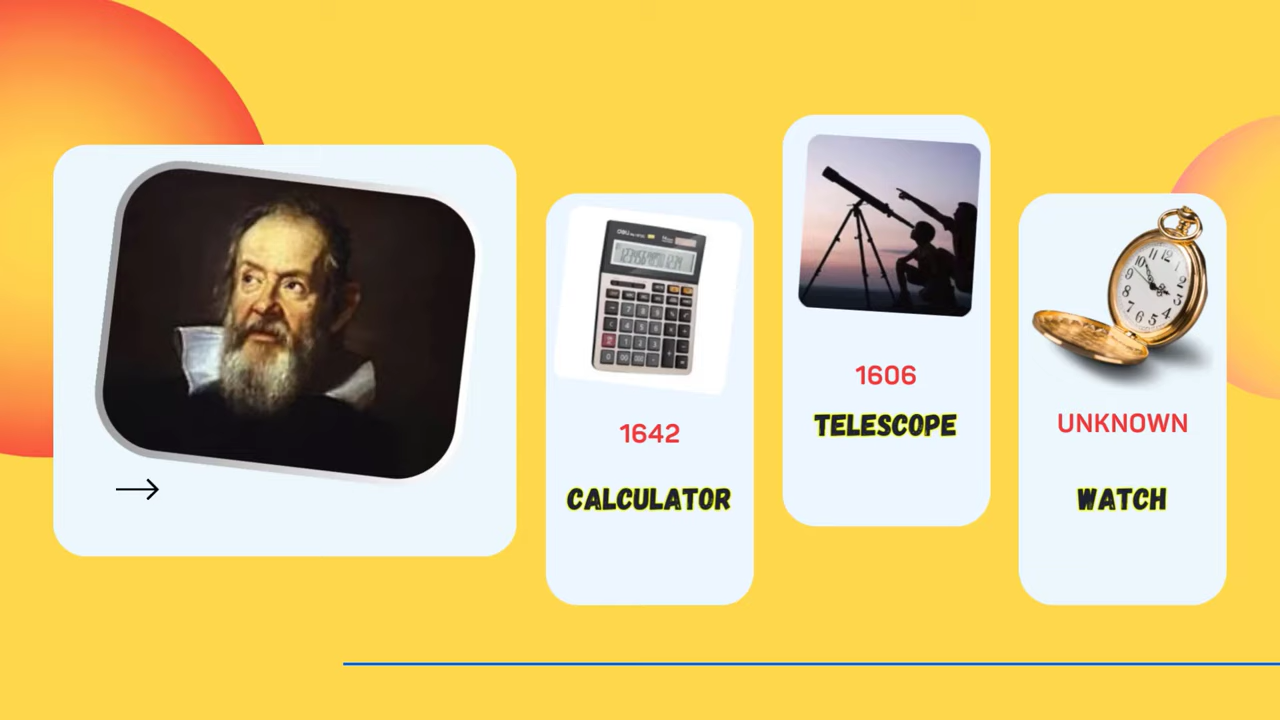 1642
CALCULATOR
1606
TELESCOPE
UNKNOWN
WATCH